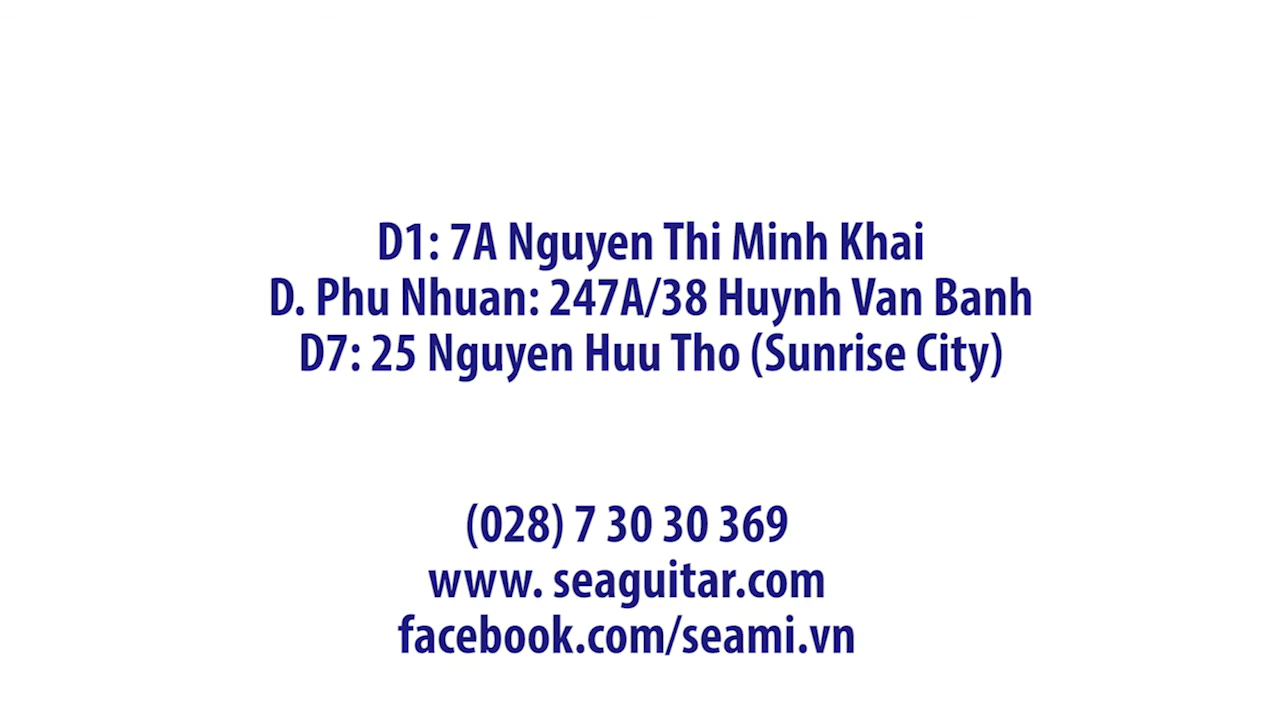 D1: 7A Nguyen Thi Minh Khai
D. Phu Nhuan: 247A/38 Huynh Van Banh
D7: 25 Nguyen Huu Tho (Sunrise City)
(028) 7 30 30 369
www. seaguitar.com
facebook.com/seami.vn